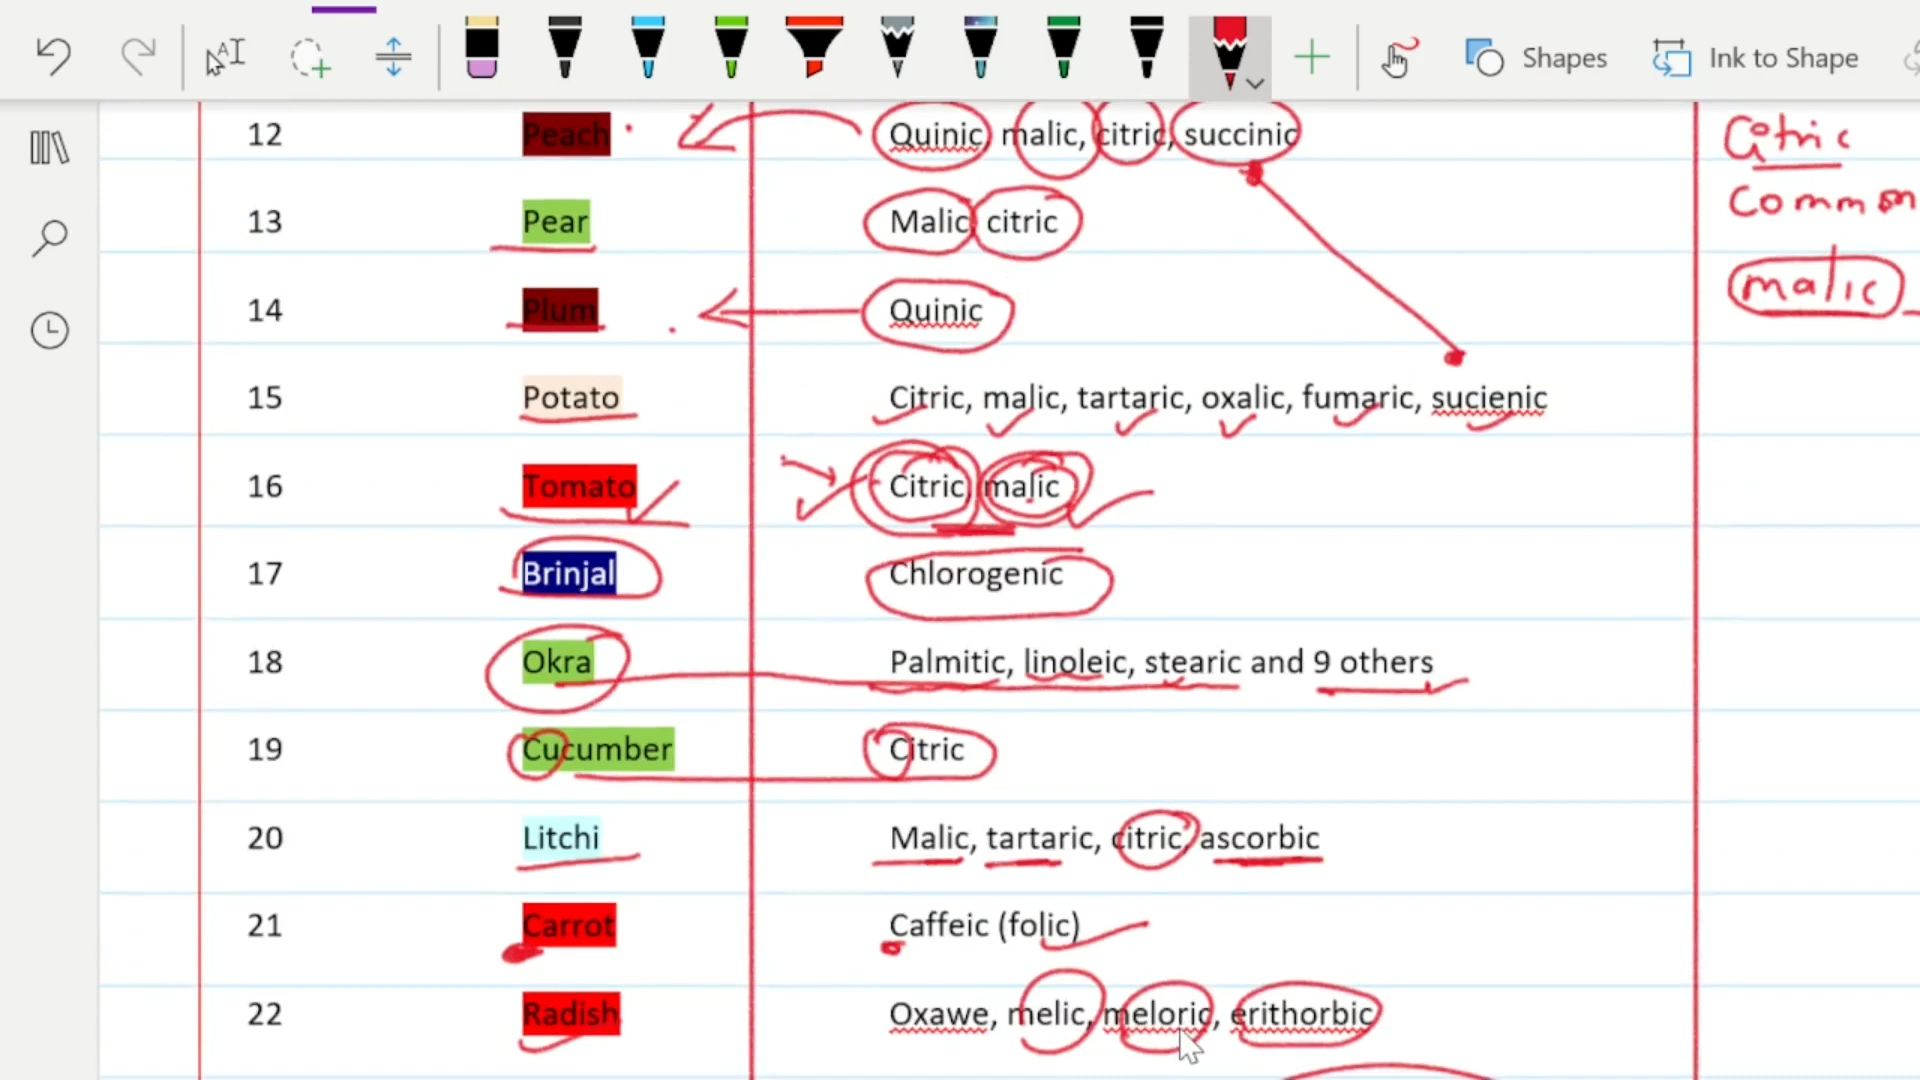 Shapes Ink to Shape
12 Peach Quinic, malic, citric, succinic Citric
common
13 Pear Malic, citric
malic
14 Plum Quinic
15 Potato Citric, malic, tartaric, oxalic, fumaric, sucienic
16 Tomato Citric, malic
17 Brinjal Chlorogenic
18 Okra Palmitic, linoleic, stearic and 9 others
19 Cucumber Citric
20 Litchi Malic, tartaric, citric, ascorbic
21 Carrot Caffeic (folic)
22 Radish Oxawe, melic, meloric, erithorbic